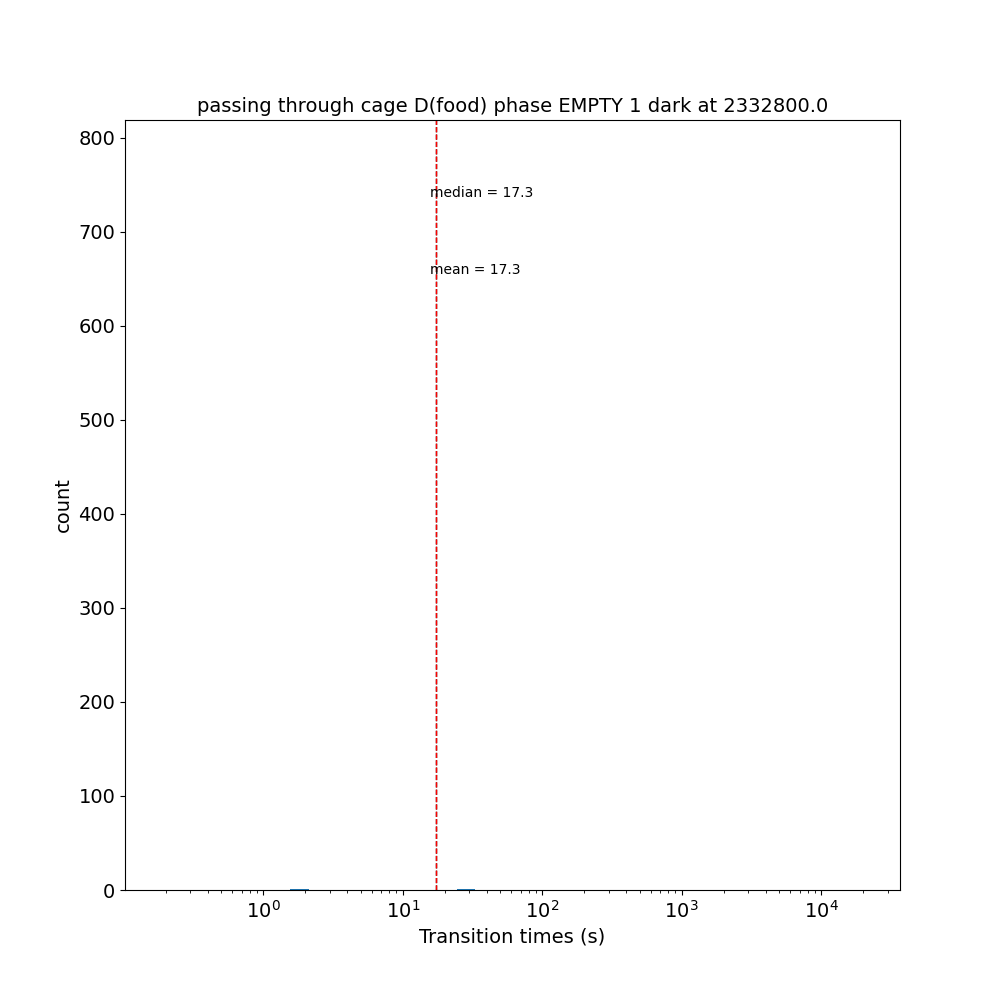 passing through cage D(food) phase EMPTY 1 dark at 2332800.0
800
700
600
500
400
300
200
100
0
count
median = 17.3
mean = 17.3
10^0 10^1 10^2 10^3 10^4
Transition times (s)